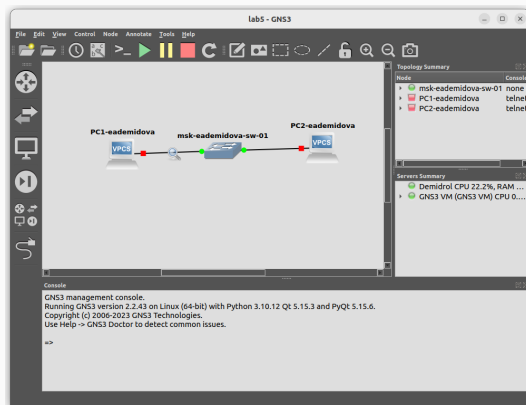 lab5 - GNS3
File Edit View Control Node Annotate Tools Help
Topology Summary
Node Console
msk-eademidova-sw-01 none
PC1-eademidova telnet
PC2-eademidova telnet
PC1-eademidova
msk-eademidova-sw-01
PC2-eademidova
VPCS
VPCS
Servers Summary
Demidrol CPU 22.2%, RAM ...
GNS3 VM (GNS3 VM) CPU 0....
Console
GNS3 management console.
Running GNS3 version 2.2.43 on Linux (64-bit) with Python 3.10.12 Qt 5.15.3 and PyQt 5.15.6.
Copyright (c) 2006-2023 GNS3 Technologies.
Use Help -> GNS3 Doctor to detect common issues.
=>